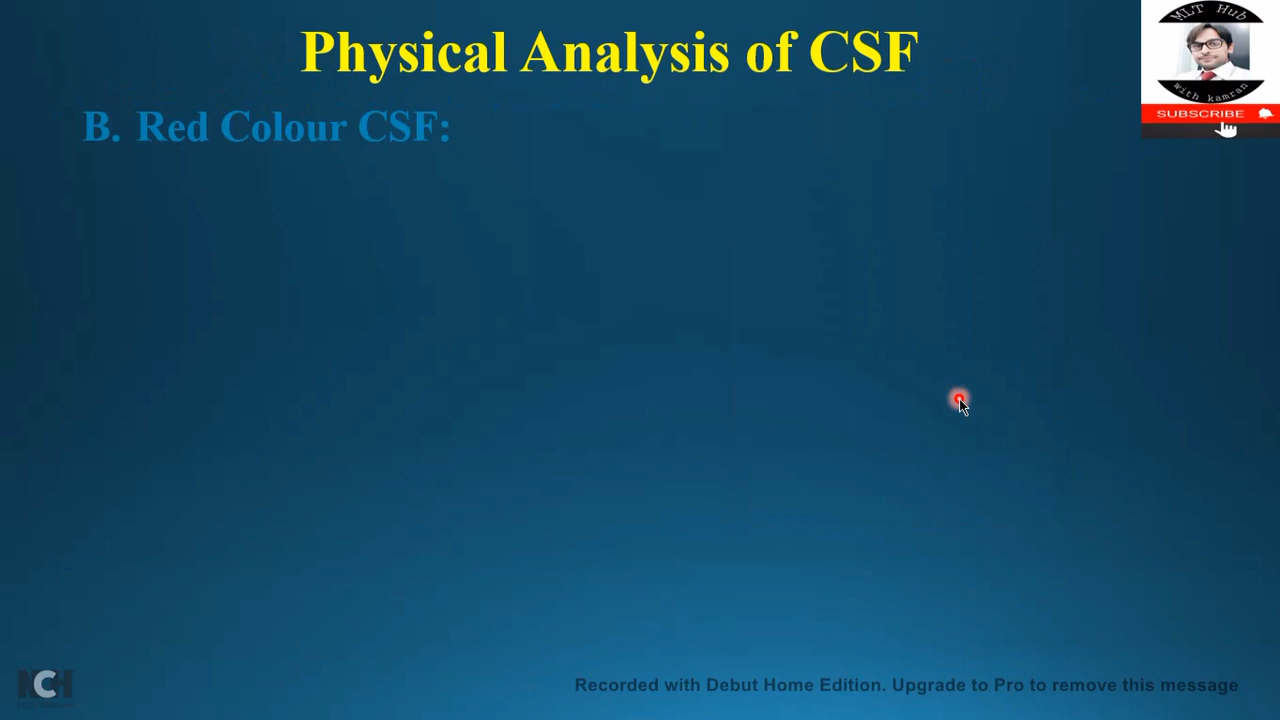 Physical Analysis of CSF
MLT Hub
with kamran
SUBSCRIBE
B. Red Colour CSF:
NCH
Recorded with Debut Home Edition. Upgrade to Pro to remove this message